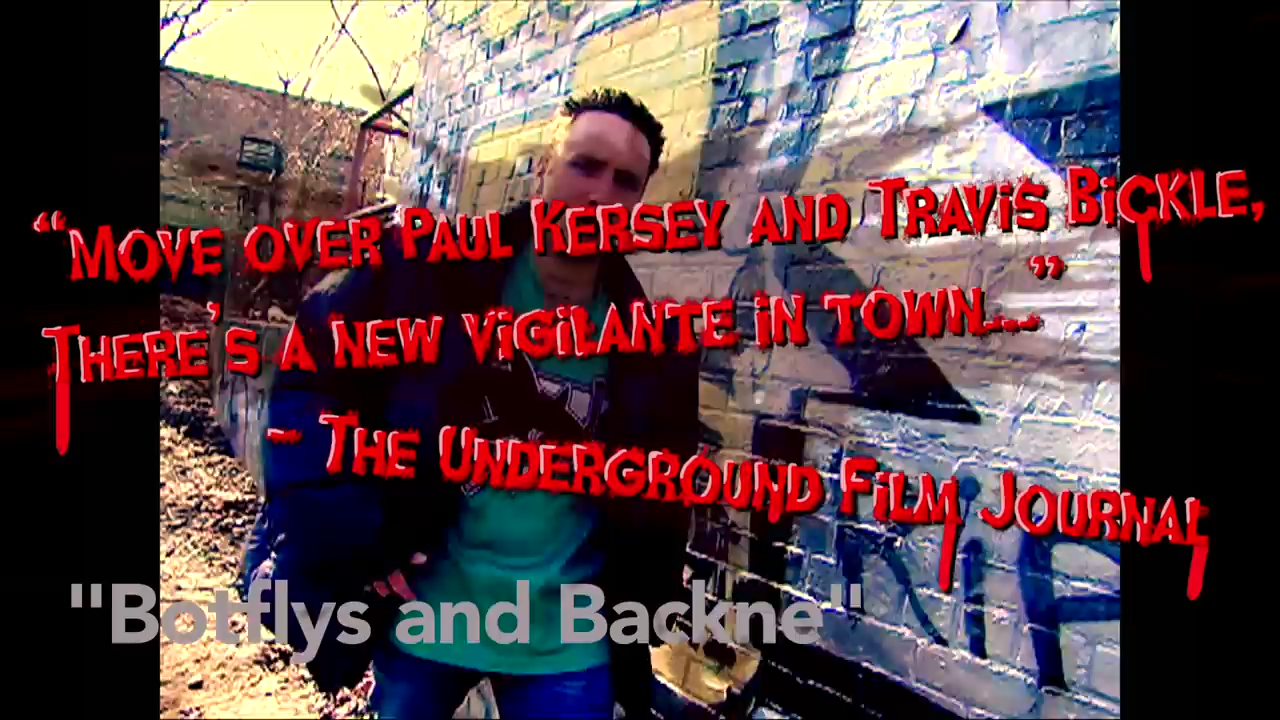 “Move over Paul Kersey and Travis Bickle,
There's a new vigilante in town...”
- The Underground Film Journal
"Botflys and Backne"